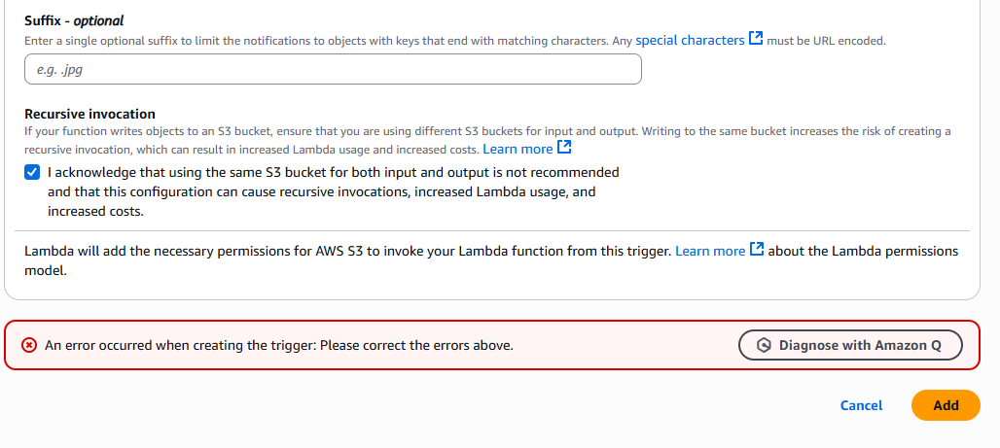 Suffix - optional
Enter a single optional suffix to limit the notifications to objects with keys that end with matching characters. Any special characters must be URL encoded.
e.g. .jpg
Recursive invocation
If your function writes objects to an S3 bucket, ensure that you are using different S3 buckets for input and output. Writing to the same bucket increases the risk of creating a
recursive invocation, which can result in increased Lambda usage and increased costs. Learn more
I acknowledge that using the same S3 bucket for both input and output is not recommended
and that this configuration can cause recursive invocations, increased Lambda usage, and
increased costs.
Lambda will add the necessary permissions for AWS S3 to invoke your Lambda function from this trigger. Learn more about the Lambda permissions
model.
An error occurred when creating the trigger: Please correct the errors above.
Diagnose with Amazon Q
Cancel
Add